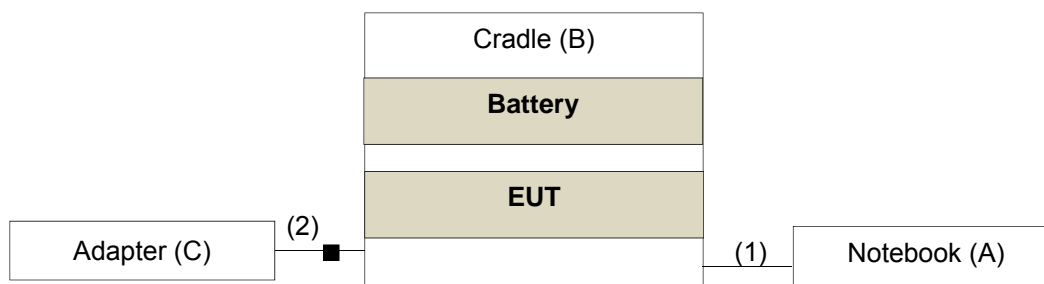 Cradle (B)
Battery
EUT
(2)
Adapter (C)
(1)
Notebook (A)